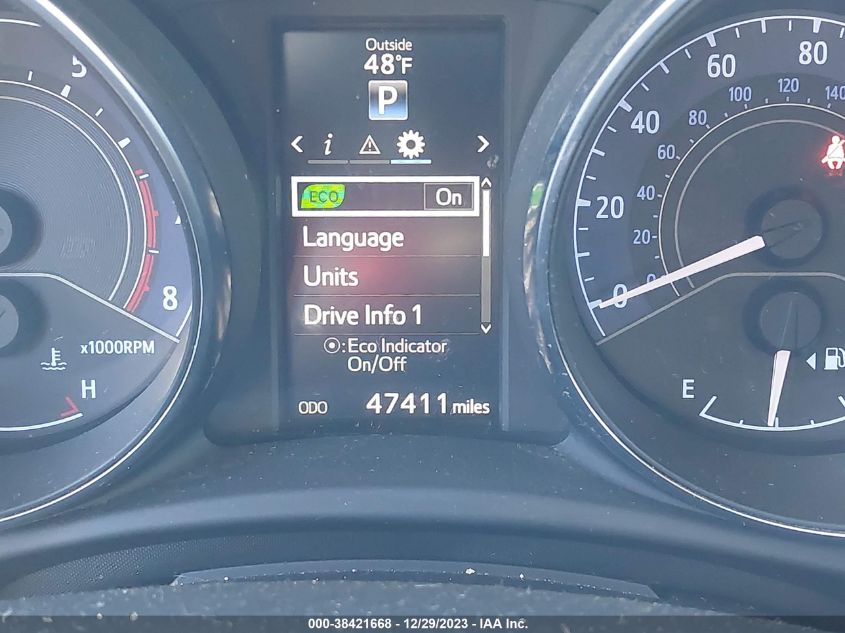 Outside
48°F
P
i
ECO On
Language
Units
Drive Info 1
:Eco Indicator
On/Off
ODO 47411 miles
5
8
x1000RPM
H
0 20 40 60 80
0 20 40 60 80 100 120 140
E
000-38421668 - 12/29/2023 - IAA Inc.